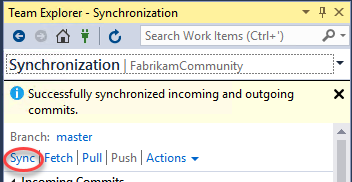 Team Explorer - Synchronization
Search Work Items (Ctrl+')
Synchronization | FabrikamCommunity
Successfully synchronized incoming and outgoing
commits.
Branch: master
Sync | Fetch | Pull | Push | Actions
Incoming Commits